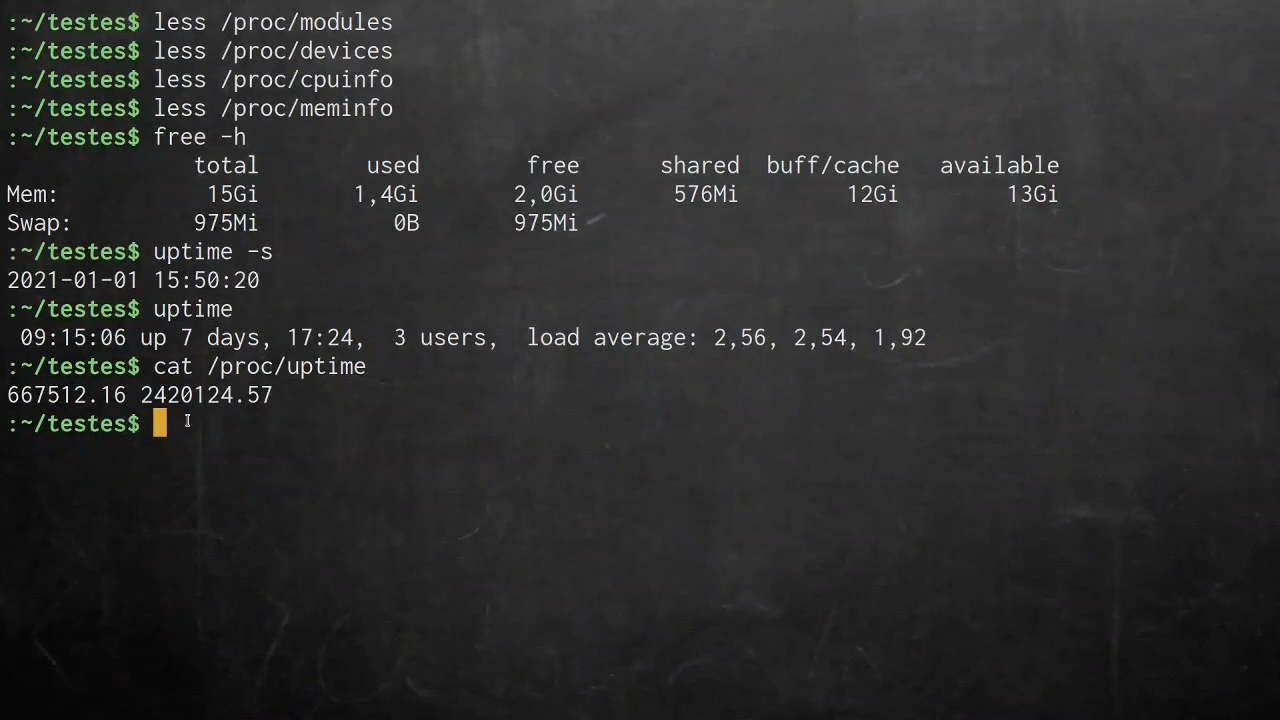 :~/testes$ less /proc/modules
:~/testes$ less /proc/devices
:~/testes$ less /proc/cpuinfo
:~/testes$ less /proc/meminfo
:~/testes$ free -h
              total        used        free      shared  buff/cache   available
Mem:           15Gi       1,4Gi       2,0Gi       576Mi        12Gi        13Gi
Swap:         975Mi          0B       975Mi
:~/testes$ uptime -s
2021-01-01 15:50:20
:~/testes$ uptime
 09:15:06 up 7 days, 17:24,  3 users,  load average: 2,56, 2,54, 1,92
:~/testes$ cat /proc/uptime
667512.16 2420124.57
:~/testes$